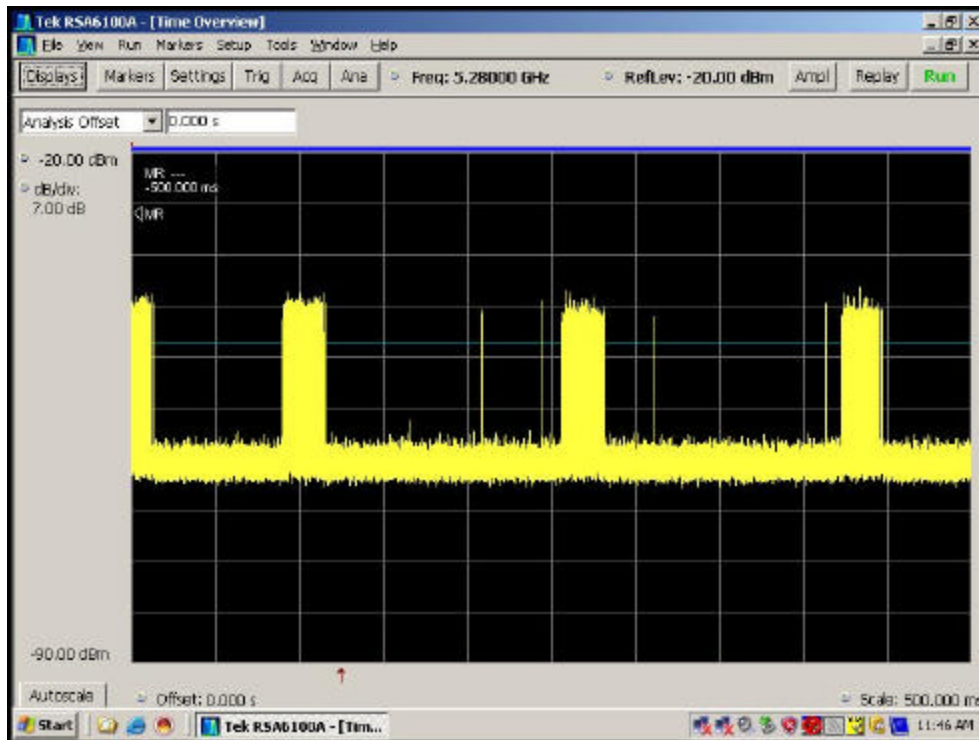 Tek RSA6100A - [Time Overview]
File View Run Markers Setup Tools Window Help
Displays Markers Settings Trig Acq Ana Freq: 5.28000 GHz RefLev: -20.00 dBm Ampl Replay Run
Analysis Offset 0.000 s
-20.00 dBm
dB/div:
7.00 dB
MR: ---
-500.000 ms
MR
-90.00 dBm
Autoscale Offset: 0.000 s Scale: 500.000 ms
Start Tek RSA6100A - [Tim... 11:46 AM